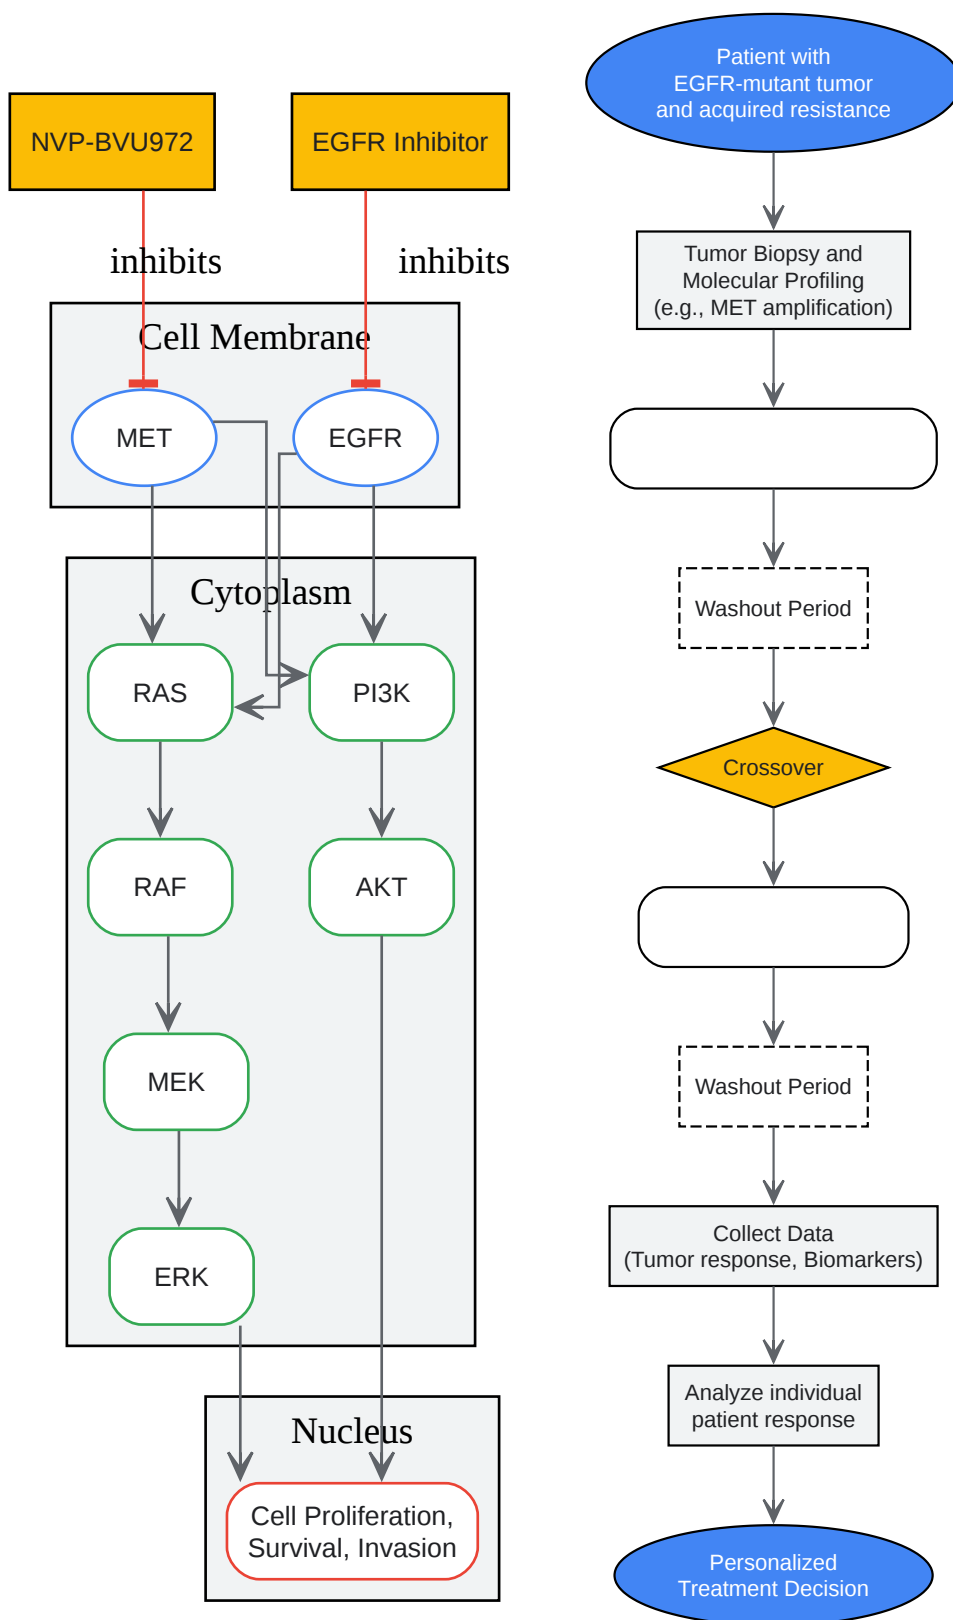 NVP-BVU972
EGFR Inhibitor
inhibits
inhibits
Cell Membrane
MET
EGFR
Cytoplasm
RAS
PI3K
RAF
AKT
MEK
ERK
Nucleus
Cell Proliferation,
Survival, Invasion
Patient with
EGFR-mutant tumor
and acquired resistance
Tumor Biopsy and
Molecular Profiling
(e.g., MET amplification)
Washout Period
Crossover
Washout Period
Collect Data
(Tumor response, Biomarkers)
Analyze individual
patient response
Personalized
Treatment Decision